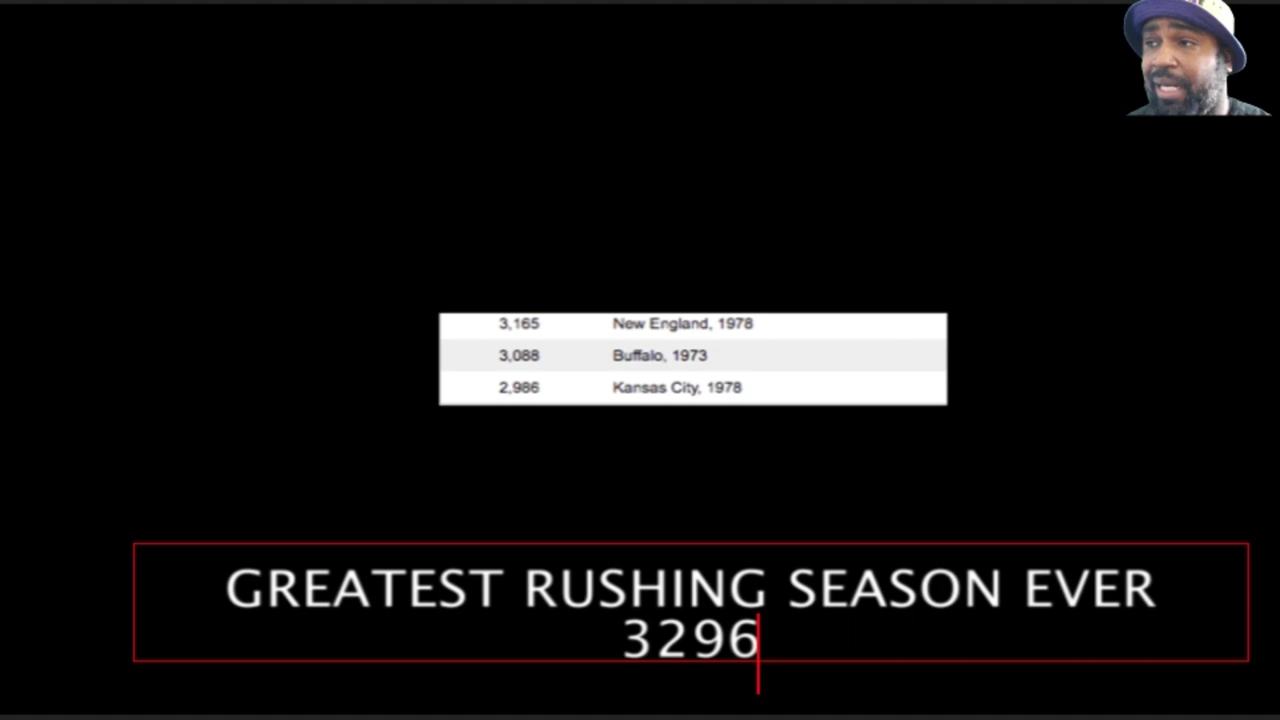 3,165 New England, 1978
3,088 Buffalo, 1973
2,986 Kansas City, 1978
GREATEST RUSHING SEASON EVER
3296